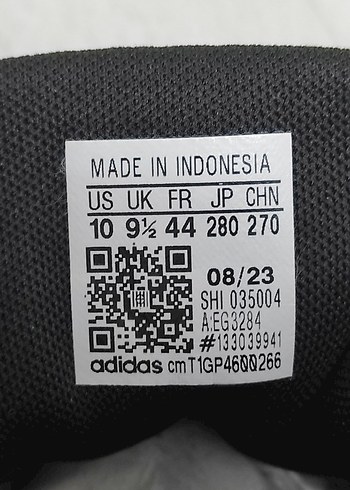 MADE IN INDONESIA
US UK FR JP CHN
10 9½ 44 280 270
08/23
SHI 035004
A:EG3284
#133039941
adidas cm T1GP4600266